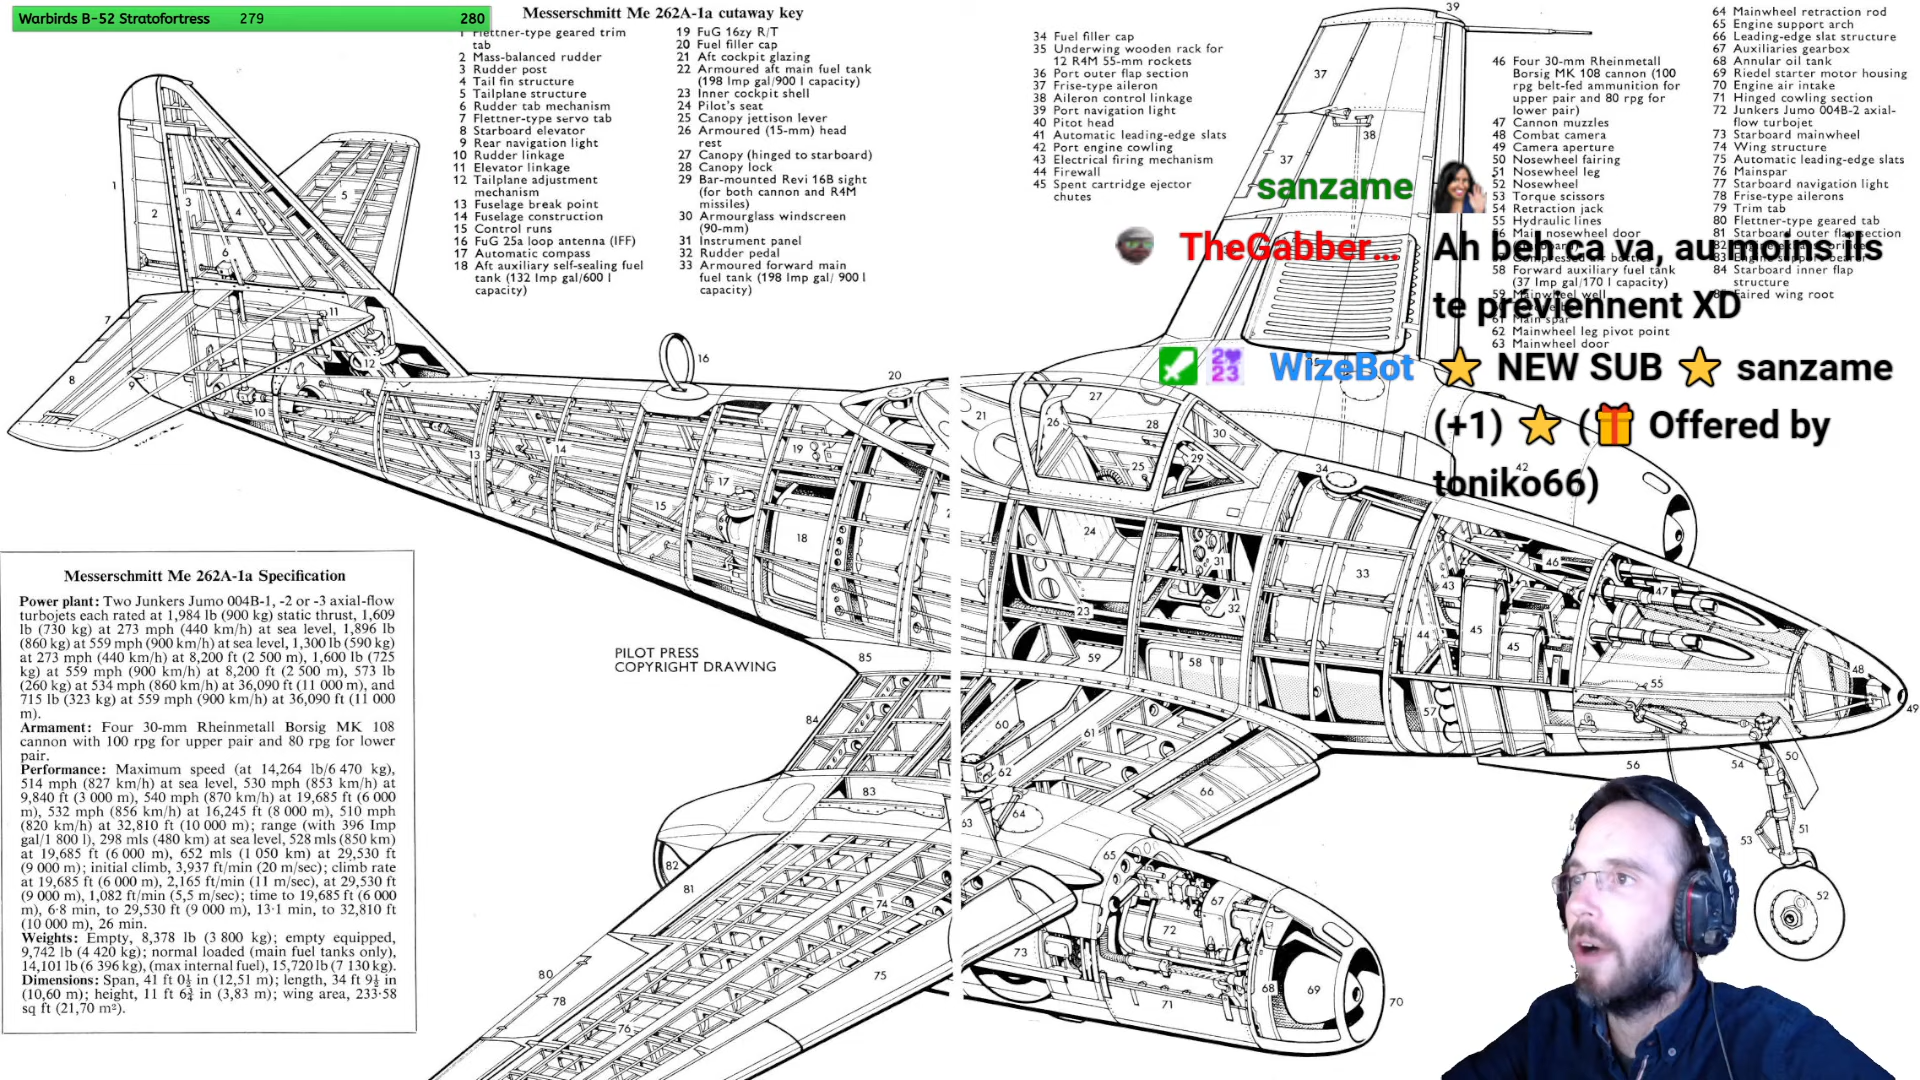 Warbirds B-52 Stratofortress 279 280
Messerschmitt Me 262A-1a cutaway key
1 Flettner-type geared trim
tab
2 Mass-balanced rudder
3 Rudder post
4 Tail fin structure
5 Tailplane structure
6 Rudder tab mechanism
7 Flettner-type servo tab
8 Starboard elevator
9 Rear navigation light
10 Rudder linkage
11 Elevator linkage
12 Tailplane adjustment
mechanism
13 Fuselage break point
14 Fuselage construction
15 Control runs
16 FuG 25a loop antenna (IFF)
17 Automatic compass
18 Aft auxiliary self-sealing fuel
tank (132 Imp gal/600 l
capacity)
19 FuG 16zy R/T
20 Fuel filler cap
21 Aft cockpit glazing
22 Armoured aft main fuel tank
(198 Imp gal/900 l capacity)
23 Inner cockpit shell
24 Pilot's seat
25 Canopy jettison lever
26 Armoured (15-mm) head
rest
27 Canopy (hinged to starboard)
28 Canopy lock
29 Bar-mounted Revi 16B sight
(for both cannon and R4M
missiles)
30 Armourglass windscreen
(90-mm)
31 Instrument panel
32 Rudder pedal
33 Armoured forward main
fuel tank (198 Imp gal/ 900 l
capacity)
34 Fuel filler cap
35 Underwing wooden rack for
12 R4M 55-mm rockets
36 Port outer flap section
37 Frise-type aileron
38 Aileron control linkage
39 Port navigation light
40 Pitot head
41 Automatic leading-edge slats
42 Port engine cowling
43 Electrical firing mechanism
44 Firewall
45 Spent cartridge ejector
chutes
46 Four 30-mm Rheinmetall
Borsig MK 108 cannon (100
rpg belt-fed ammunition for
upper pair and 80 rpg for
lower pair)
47 Cannon muzzles
48 Combat camera
49 Camera aperture
50 Nosewheel fairing
51 Nosewheel leg
52 Nosewheel
53 Torque scissors
54 Retraction jack
55 Hydraulic lines
56 Main nosewheel door
58 Forward auxiliary fuel tank
(37 Imp gal/170 l capacity)
59 Mainwheel well
61 Main spar
62 Mainwheel leg pivot point
63 Mainwheel door
64 Mainwheel retraction rod
65 Engine support arch
66 Leading-edge slat structure
67 Auxiliaries gearbox
68 Annular oil tank
69 Riedel starter motor housing
70 Engine air intake
71 Hinged cowling section
72 Junkers Jumo 004B-2 axial-
flow turbojet
73 Starboard mainwheel
74 Wing structure
75 Automatic leading-edge slats
76 Mainspar
77 Starboard navigation light
78 Frise-type ailerons
79 Trim tab
80 Flettner-type geared tab
81 Starboard outer flap section
84 Starboard inner flap
structure
85 Faired wing root
sanzame
TheGabber... Ah bel ca va, au moins ils
te préviennent XD
WizeBot NEW SUB sanzame
(+1) ( Offered by
toniko66)
PILOT PRESS
COPYRIGHT DRAWING
Messerschmitt Me 262A-1a Specification
Power plant: Two Junkers Jumo 004B-1, -2 or -3 axial-flow
turbojets each rated at 1,984 lb (900 kg) static thrust, 1,609
lb (730 kg) at 273 mph (440 km/h) at sea level, 1,896 lb
(860 kg) at 559 mph (900 km/h) at sea level, 1,300 lb (590 kg)
at 273 mph (440 km/h) at 8,200 ft (2 500 m), 1,600 lb (725
kg) at 559 mph (900 km/h) at 8,200 ft (2 500 m), 573 lb
(260 kg) at 534 mph (860 km/h) at 36,090 ft (11 000 m), and
715 lb (323 kg) at 559 mph (900 km/h) at 36,090 ft (11 000
m).
Armament: Four 30-mm Rheinmetall Borsig MK 108
cannon with 100 rpg for upper pair and 80 rpg for lower
pair.
Performance: Maximum speed (at 14,264 lb/6 470 kg),
514 mph (827 km/h) at sea level, 530 mph (853 km/h) at
9,840 ft (3 000 m), 540 mph (870 km/h) at 19,685 ft (6 000
m), 532 mph (856 km/h) at 16,245 ft (8 000 m), 510 mph
(820 km/h) at 32,810 ft (10 000 m); range (with 396 Imp
gal/1 800 l), 298 mls (480 km) at sea level, 528 mls (850 km)
at 19,685 ft (6 000 m), 652 mls (1 050 km) at 29,530 ft
(9 000 m); initial climb, 3,937 ft/min (20 m/sec); climb rate
at 19,685 ft (6 000 m), 2,165 ft/min (11 m/sec), at 29,530 ft
(9 000 m), 1,082 ft/min (5,5 m/sec); time to 19,685 ft (6 000
m), 6·8 min, to 29,530 ft (9 000 m), 13·1 min, to 32,810 ft
(10 000 m), 26 min.
Weights: Empty, 8,378 lb (3 800 kg); empty equipped,
9,742 lb (4 420 kg); normal loaded (main fuel tanks only),
14,101 lb (6 396 kg), (max internal fuel), 15,720 lb (7 130 kg).
Dimensions: Span, 41 ft 0½ in (12,51 m); length, 34 ft 9½ in
(10,60 m); height, 11 ft 6¾ in (3,83 m); wing area, 233·58
sq ft (21,70 m²).